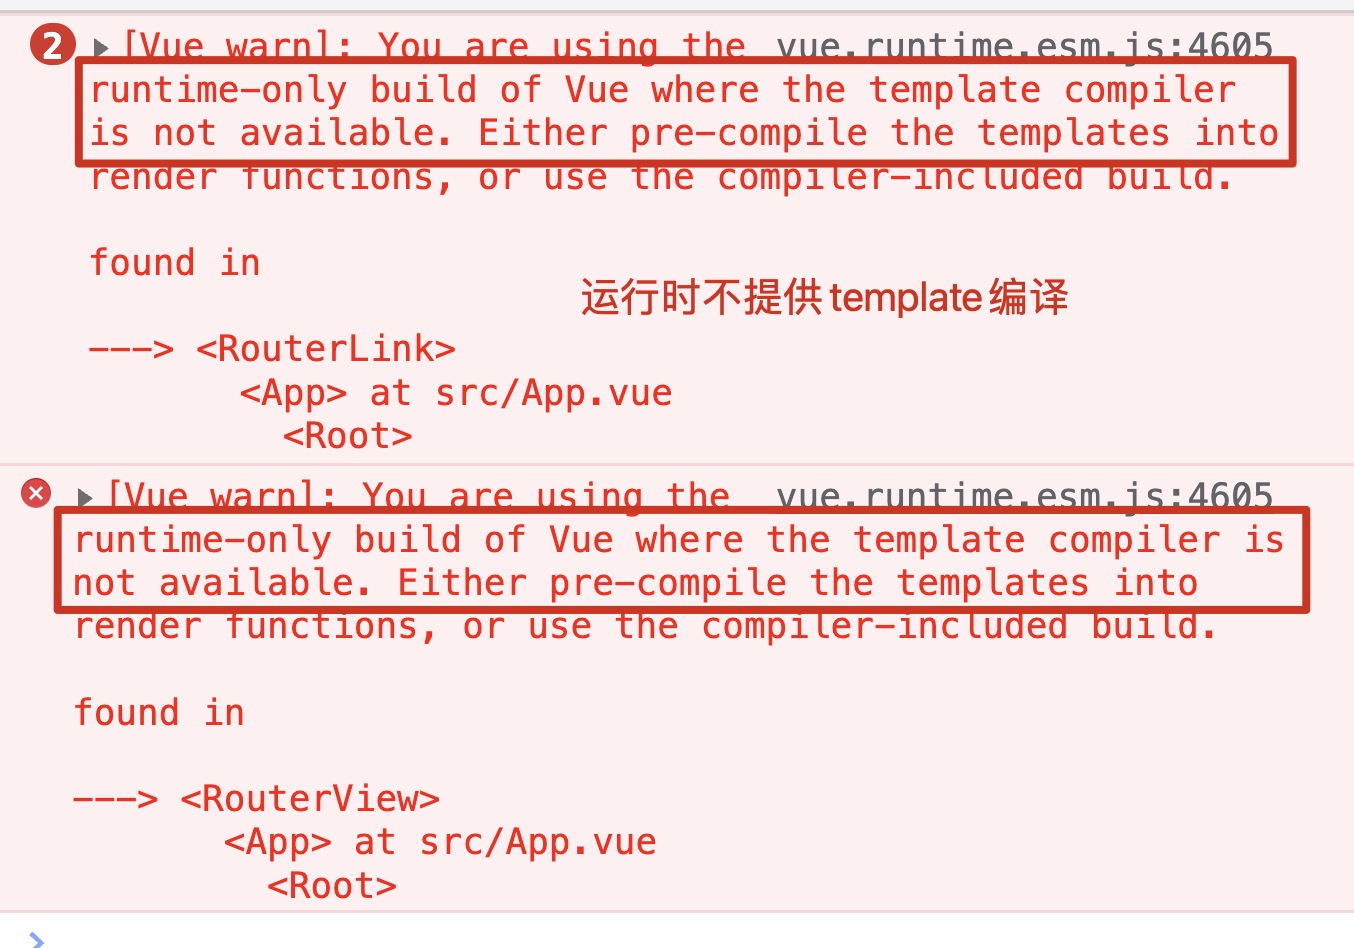 2 [Vue warn]: You are using the vue.runtime.esm.js:4605
runtime-only build of Vue where the template compiler
is not available. Either pre-compile the templates into
render functions, or use the compiler-included build.
found in
运行时不提供template编译
---> <RouterLink>
<App> at src/App.vue
<Root>
[Vue warn]: You are using the vue.runtime.esm.js:4605
runtime-only build of Vue where the template compiler is
not available. Either pre-compile the templates into
render functions, or use the compiler-included build.
found in
---> <RouterView>
<App> at src/App.vue
<Root>